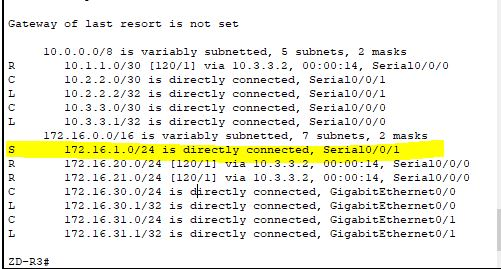 Gateway of last resort is not set
10.0.0.0/8 is variably subnetted, 5 subnets, 2 masks
R 10.1.1.0/30 [120/1] via 10.3.3.2, 00:00:14, Serial0/0/0
C 10.2.2.0/30 is directly connected, Serial0/0/1
L 10.2.2.2/32 is directly connected, Serial0/0/1
C 10.3.3.0/30 is directly connected, Serial0/0/0
L 10.3.3.1/32 is directly connected, Serial0/0/0
172.16.0.0/16 is variably subnetted, 7 subnets, 2 masks
S 172.16.1.0/24 is directly connected, Serial0/0/1
R 172.16.20.0/24 [120/1] via 10.3.3.2, 00:00:14, Serial0/0/0
R 172.16.21.0/24 [120/1] via 10.3.3.2, 00:00:14, Serial0/0/0
C 172.16.30.0/24 is directly connected, GigabitEthernet0/0
L 172.16.30.1/32 is directly connected, GigabitEthernet0/0
C 172.16.31.0/24 is directly connected, GigabitEthernet0/1
L 172.16.31.1/32 is directly connected, GigabitEthernet0/1
ZD-R3#